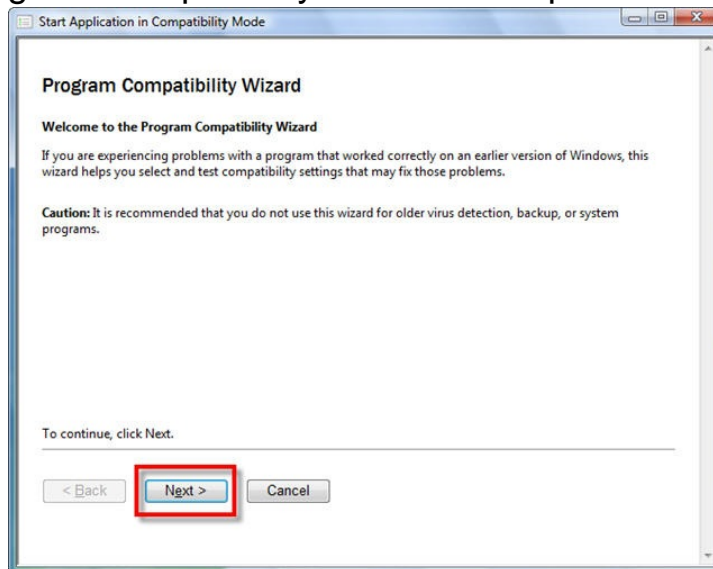 Start Application in Compatibility Mode
Program Compatibility Wizard
Welcome to the Program Compatibility Wizard
If you are experiencing problems with a program that worked correctly on an earlier version of Windows, this
wizard helps you select and test compatibility settings that may fix those problems.
Caution: It is recommended that you do not use this wizard for older virus detection, backup, or system
programs.
To continue, click Next.
< Back Next > Cancel